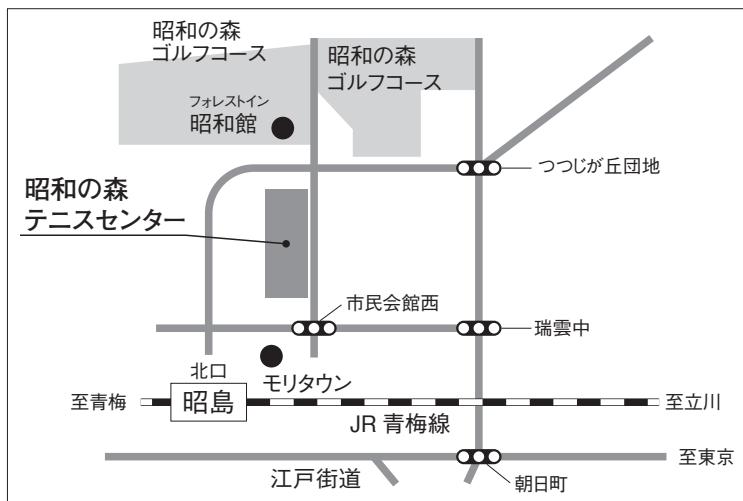 昭和の森
ゴルフコース
昭和の森
ゴルフコース
フォレストイン
昭和館
つつじが丘団地
昭和の森
テニスセンター
市民会館西
瑞雲中
北口
モリタウン
至青梅
昭島
至立川
JR 青梅線
至東京
江戸街道
朝日町